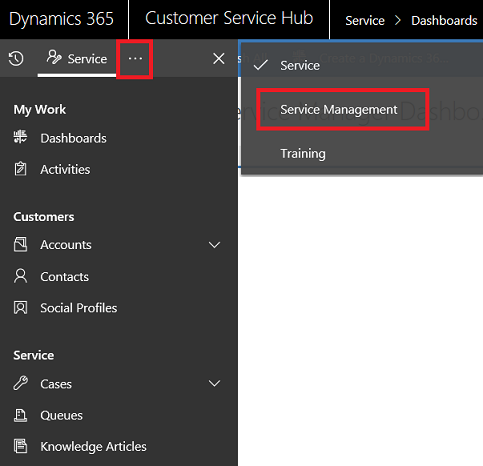 Dynamics 365 Customer Service Hub Service > Dashboards
Service ...
Service
Service Management
Training
My Work
Dashboards
Activities
Customers
Accounts
Contacts
Social Profiles
Service
Cases
Queues
Knowledge Articles